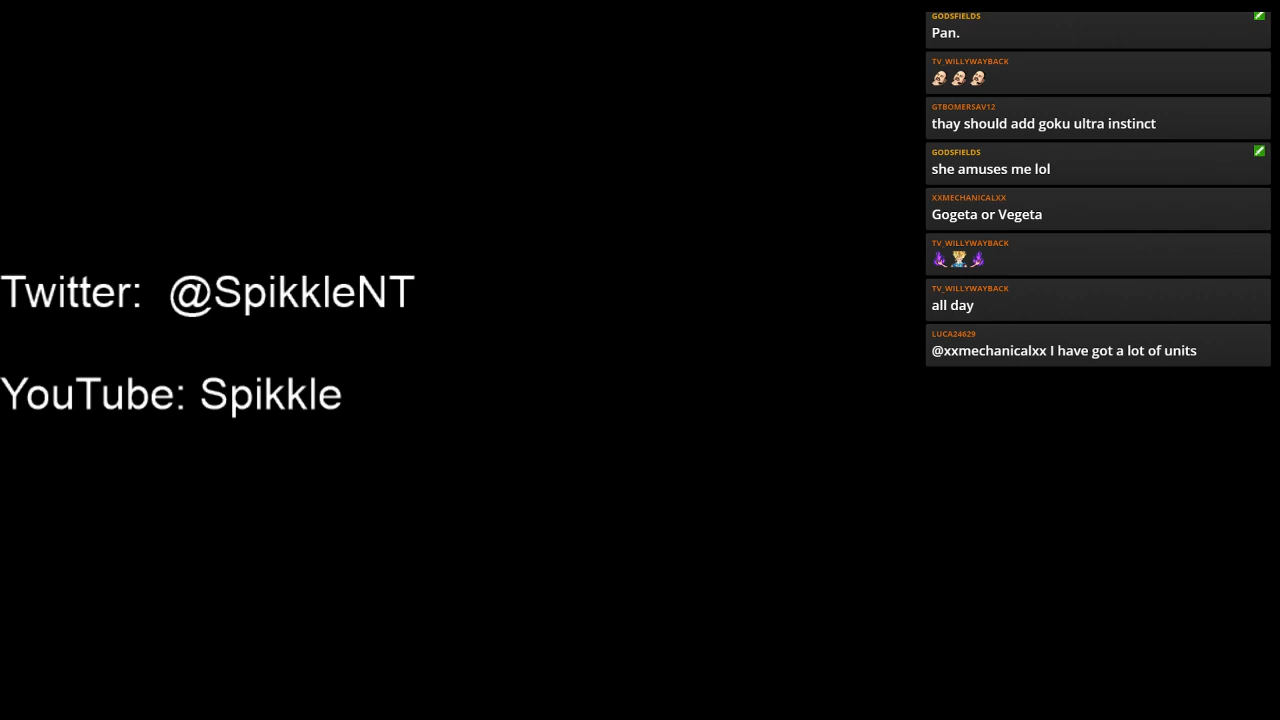 GODSFIELDS
Pan.
TV_WILLYWAYBACK
GTBOMERSAV12
thay should add goku ultra instinct
GODSFIELDS
she amuses me lol
XXMECHANICALXX
Gogeta or Vegeta
TV_WILLYWAYBACK
TV_WILLYWAYBACK
all day
LUCA24629
@xxmechanicalxx I have got a lot of units
Twitter:  @SpikkleNT
YouTube: Spikkle